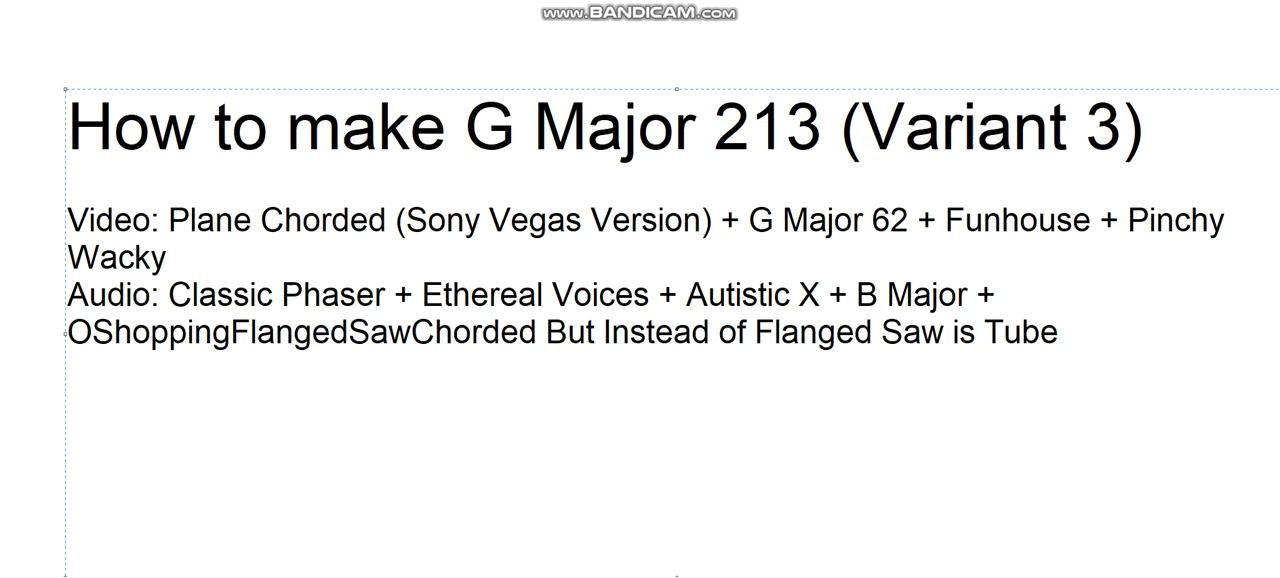 www.BANDICAM.com
How to make G Major 213 (Variant 3)
Video: Plane Chorded (Sony Vegas Version) + G Major 62 + Funhouse + Pinchy
Wacky
Audio: Classic Phaser + Ethereal Voices + Autistic X + B Major +
OShoppingFlangedSawChorded But Instead of Flanged Saw is Tube